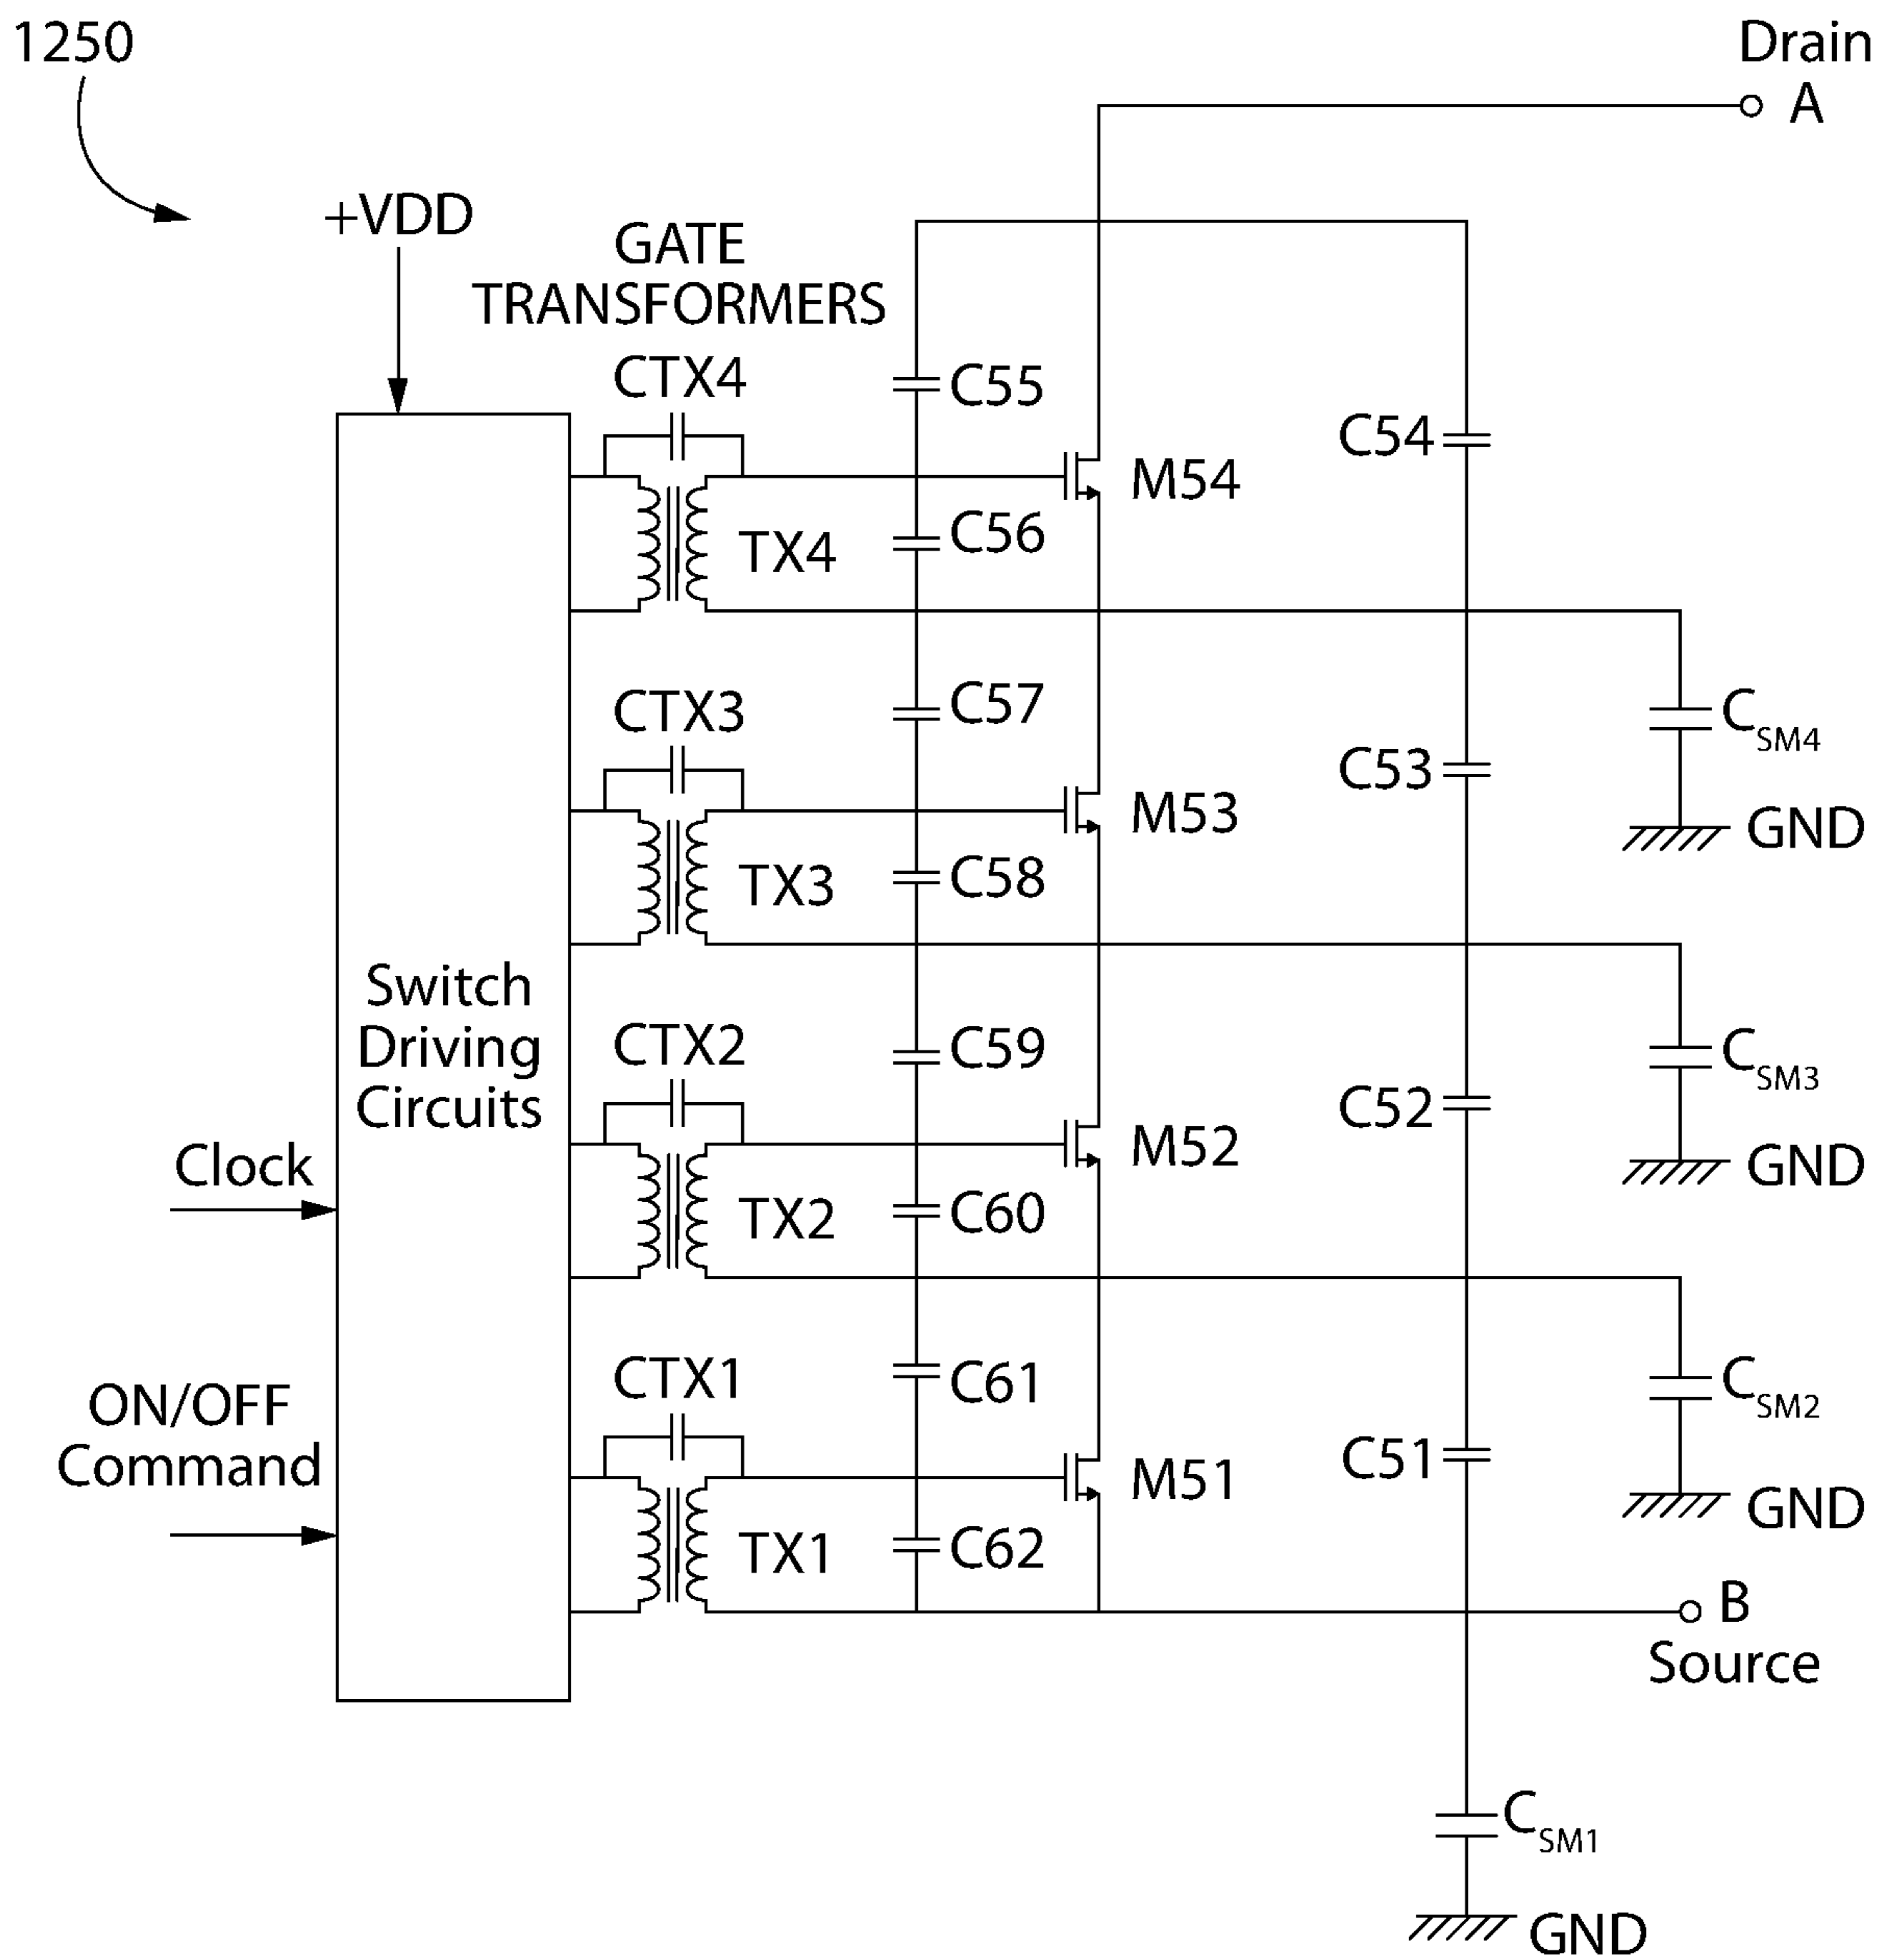 1250
Drain
A
+VDD
GATE
TRANSFORMERS
CTX4
C55
C54
M54
C56
TX4
CTX3
C57
CSM4
C53
M53
GND
C58
TX3
Switch
Driving
Circuits
CTX2
C59
CSM3
C52
M52
Clock
GND
C60
TX2
CTX1
C61
CSM2
ON/OFF
Command
C51
M51
GND
C62
TX1
B
Source
CSM1
GND